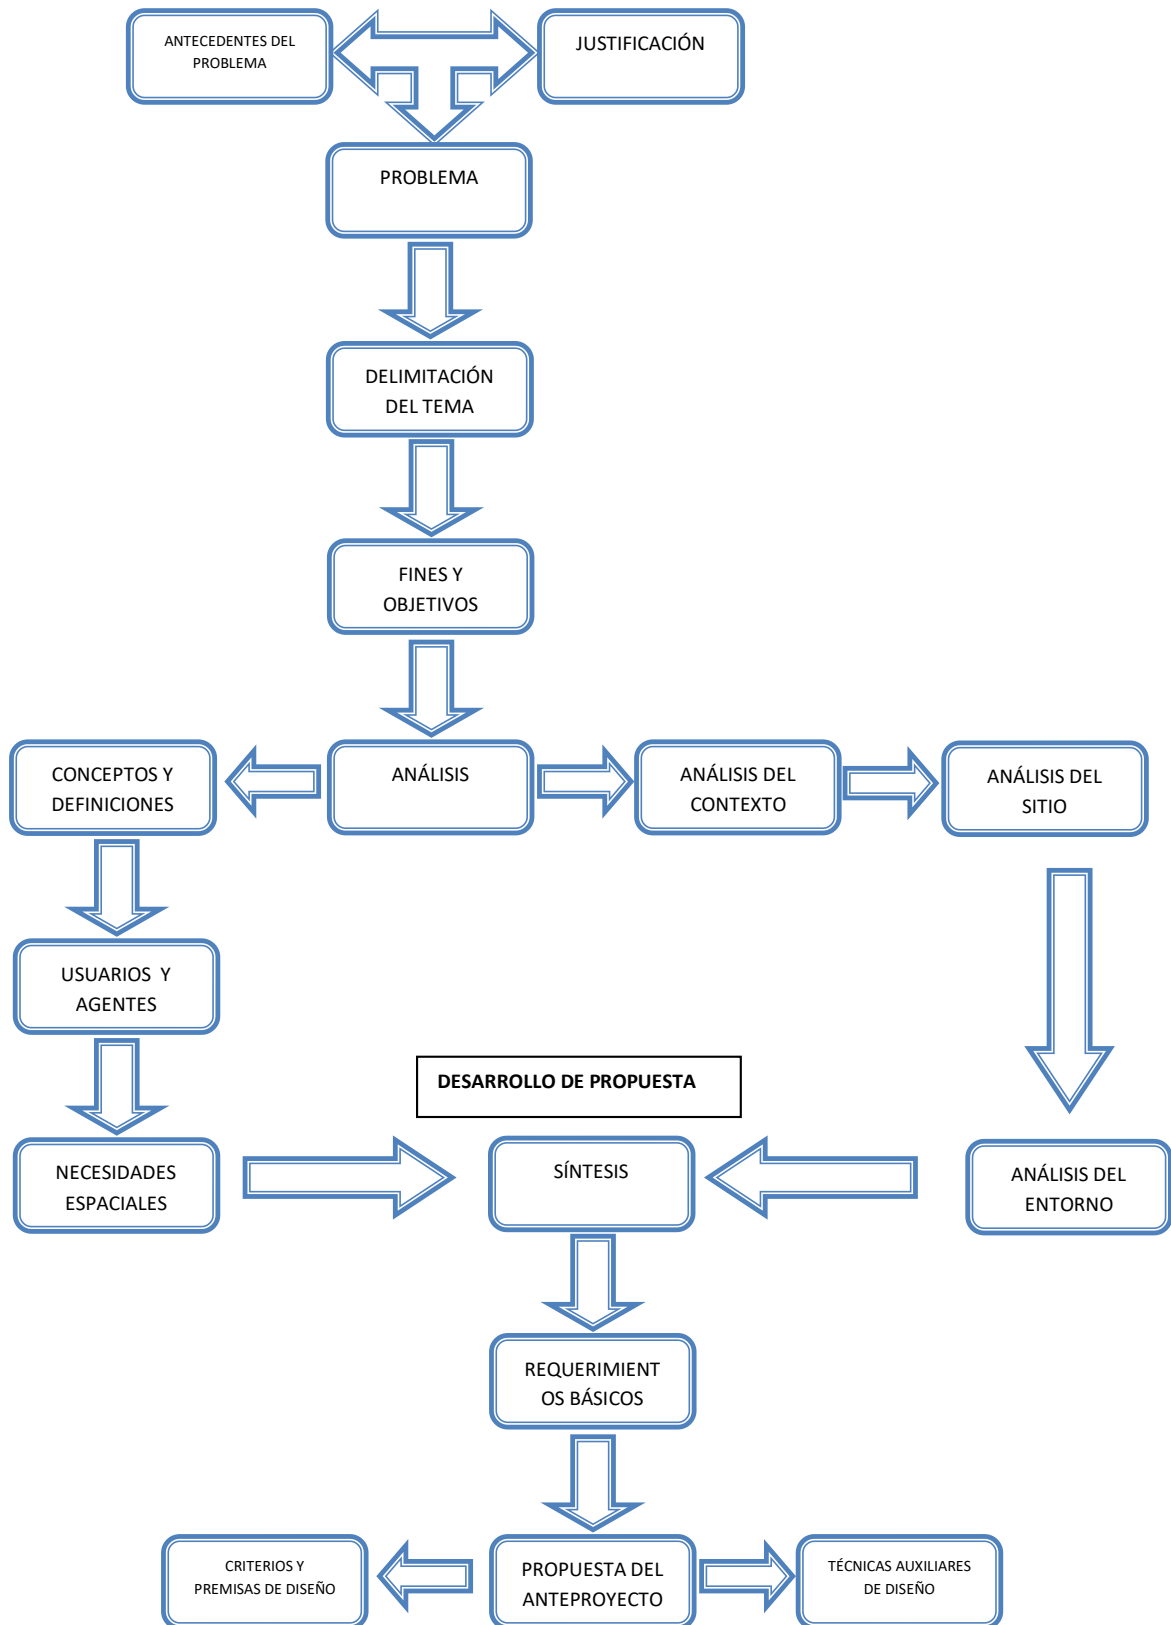 ANTECEDENTES DEL
PROBLEMA
JUSTIFICACIÓN
PROBLEMA
DELIMITACIÓN
DEL TEMA
FINES Y
OBJETIVOS
CONCEPTOS Y
DEFINICIONES
ANÁLISIS
ANÁLISIS DEL
CONTEXTO
ANÁLISIS DEL
SITIO
USUARIOS Y
AGENTES
DESARROLLO DE PROPUESTA
NECESIDADES
ESPACIALES
SÍNTESIS
ANÁLISIS DEL
ENTORNO
REQUERIMIENT
OS BÁSICOS
CRITERIOS Y
PREMISAS DE DISEÑO
PROPUESTA DEL
ANTEPROYECTO
TÉCNICAS AUXILIARES
DE DISEÑO